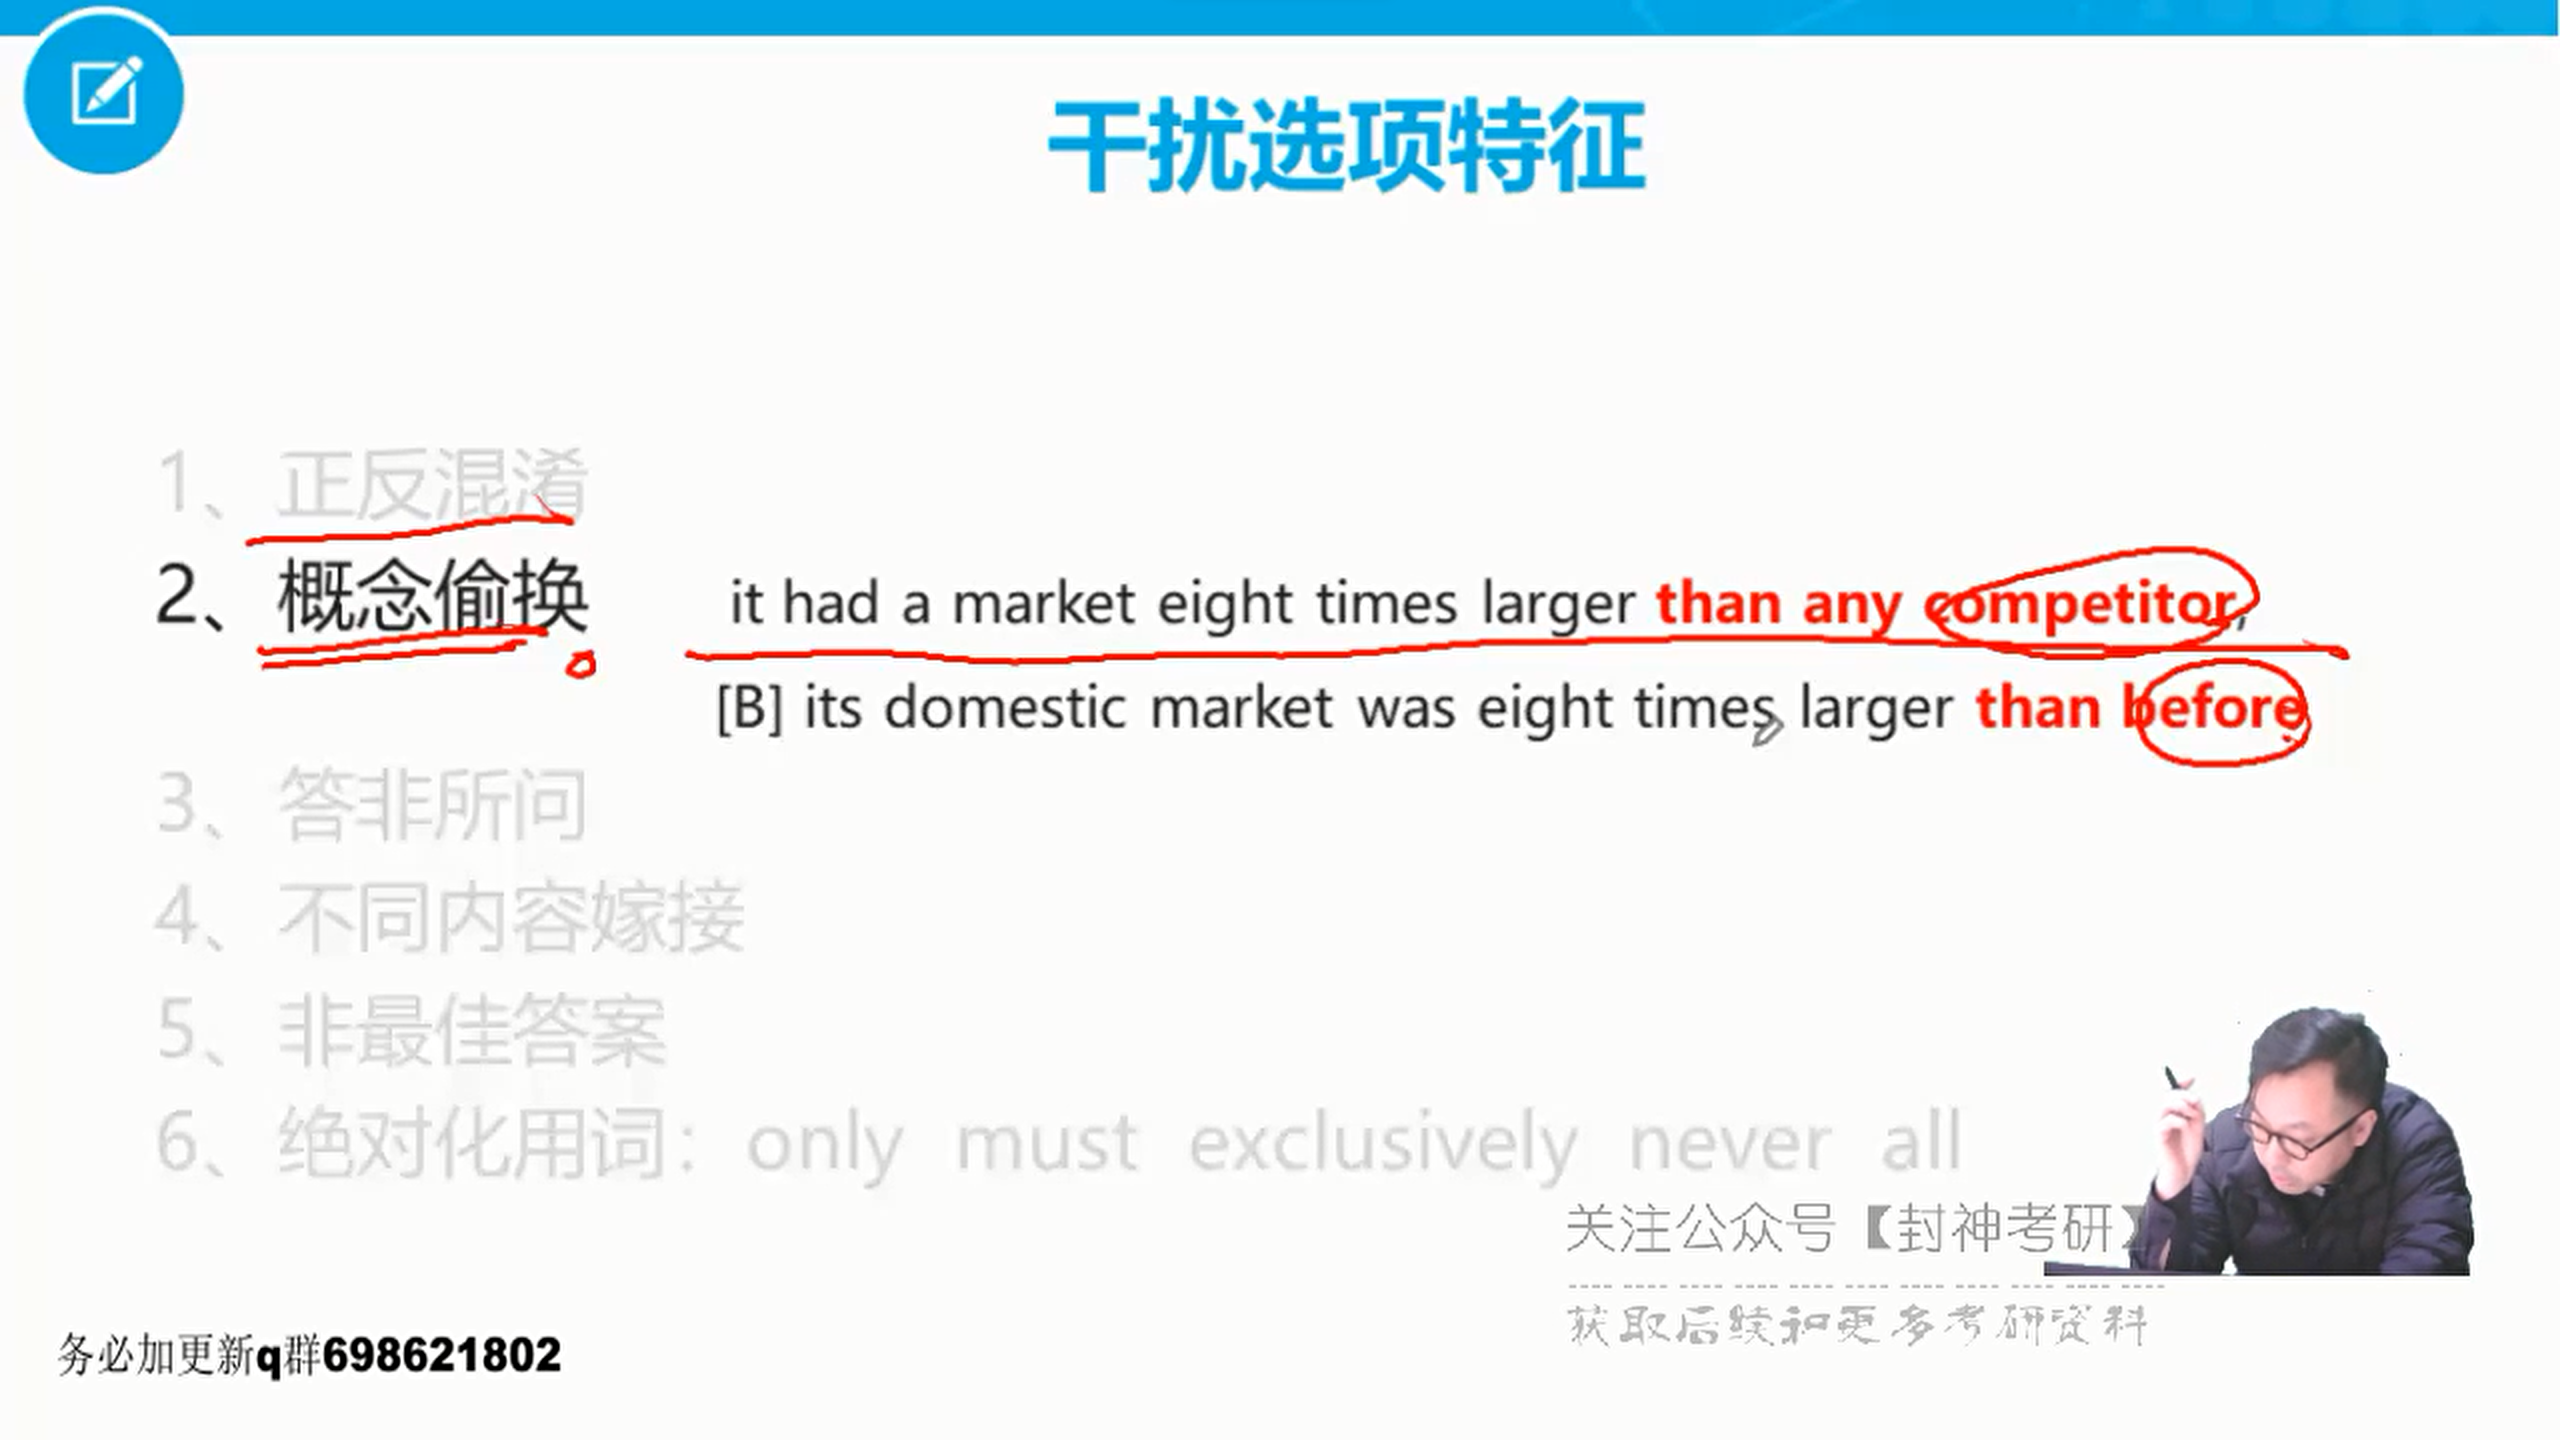 干扰选项特征
1、正反混淆
2、概念偷换 it had a market eight times larger than any competitor,
[B] its domestic market was eight times larger than before
3、答非所问
4、不同内容嫁接
5、非最佳答案
6、绝对化用词：only must exclusively never all
关注公众号【封神考研】
获取后续和更多考研资料
务必加更新q群698621802